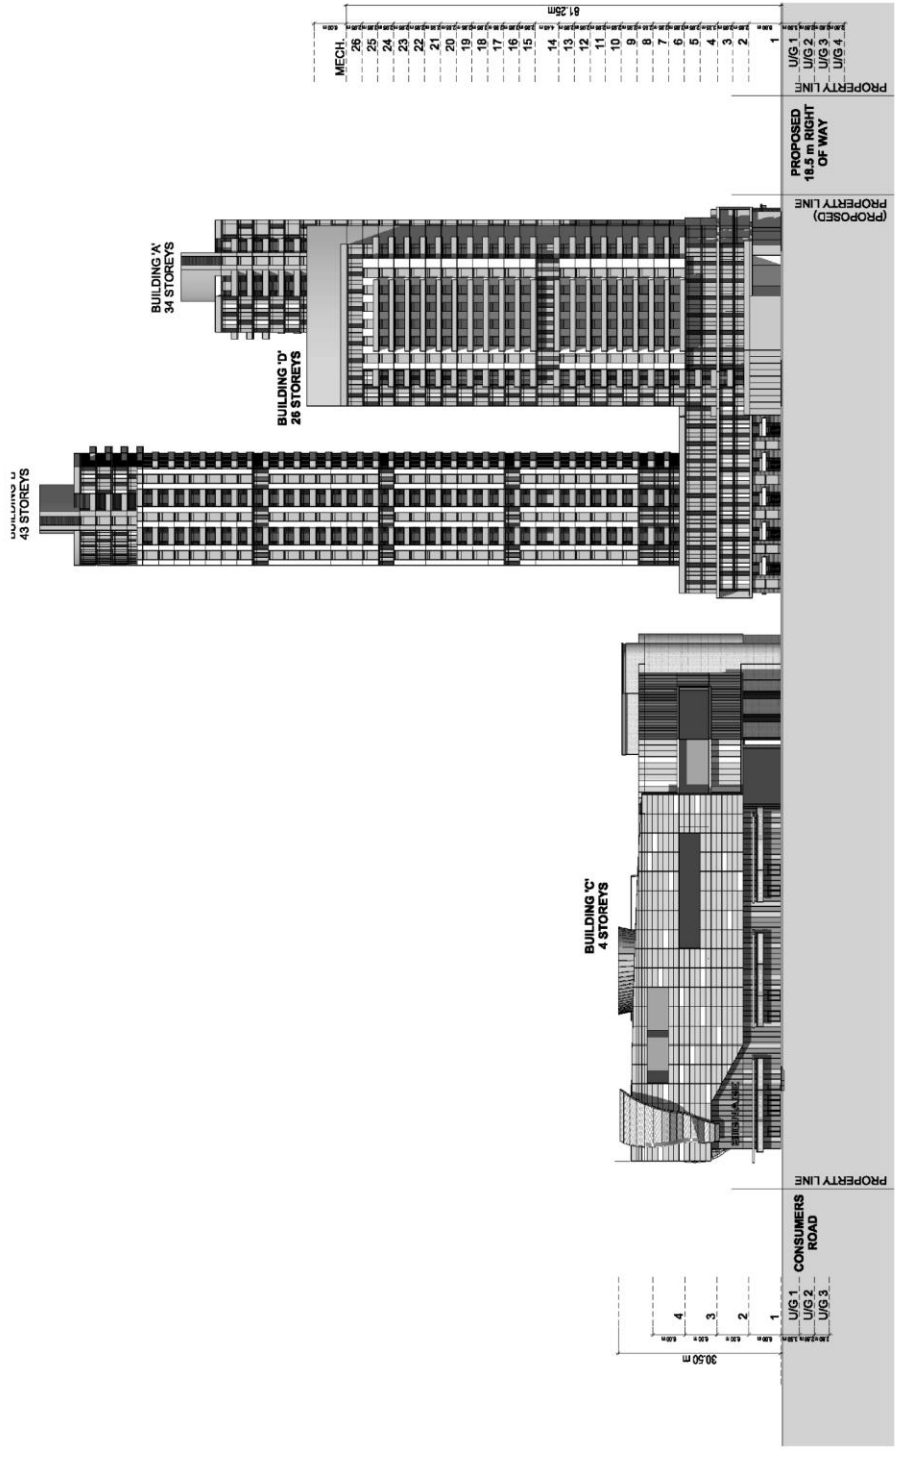 81.25m
MECH.
26
25
24
23
22
21
20
19
18
17
16
15
14
13
12
11
10
9
8
7
6
5
4
3
2
1
U/G 1
U/G 2
U/G 3
U/G 4
PROPERTY LINE
PROPOSED
18.5 m RIGHT
OF WAY
PROPERTY LINE
(PROPOSED)
BUILDING 'A'
34 STOREYS
BUILDING 'D'
26 STOREYS
43 STOREYS
BUILDING 'C'
4 STOREYS
PROPERTY LINE
CONSUMERS
ROAD
4
3
2
1
U/G 1
U/G 2
U/G 3
30.50 m